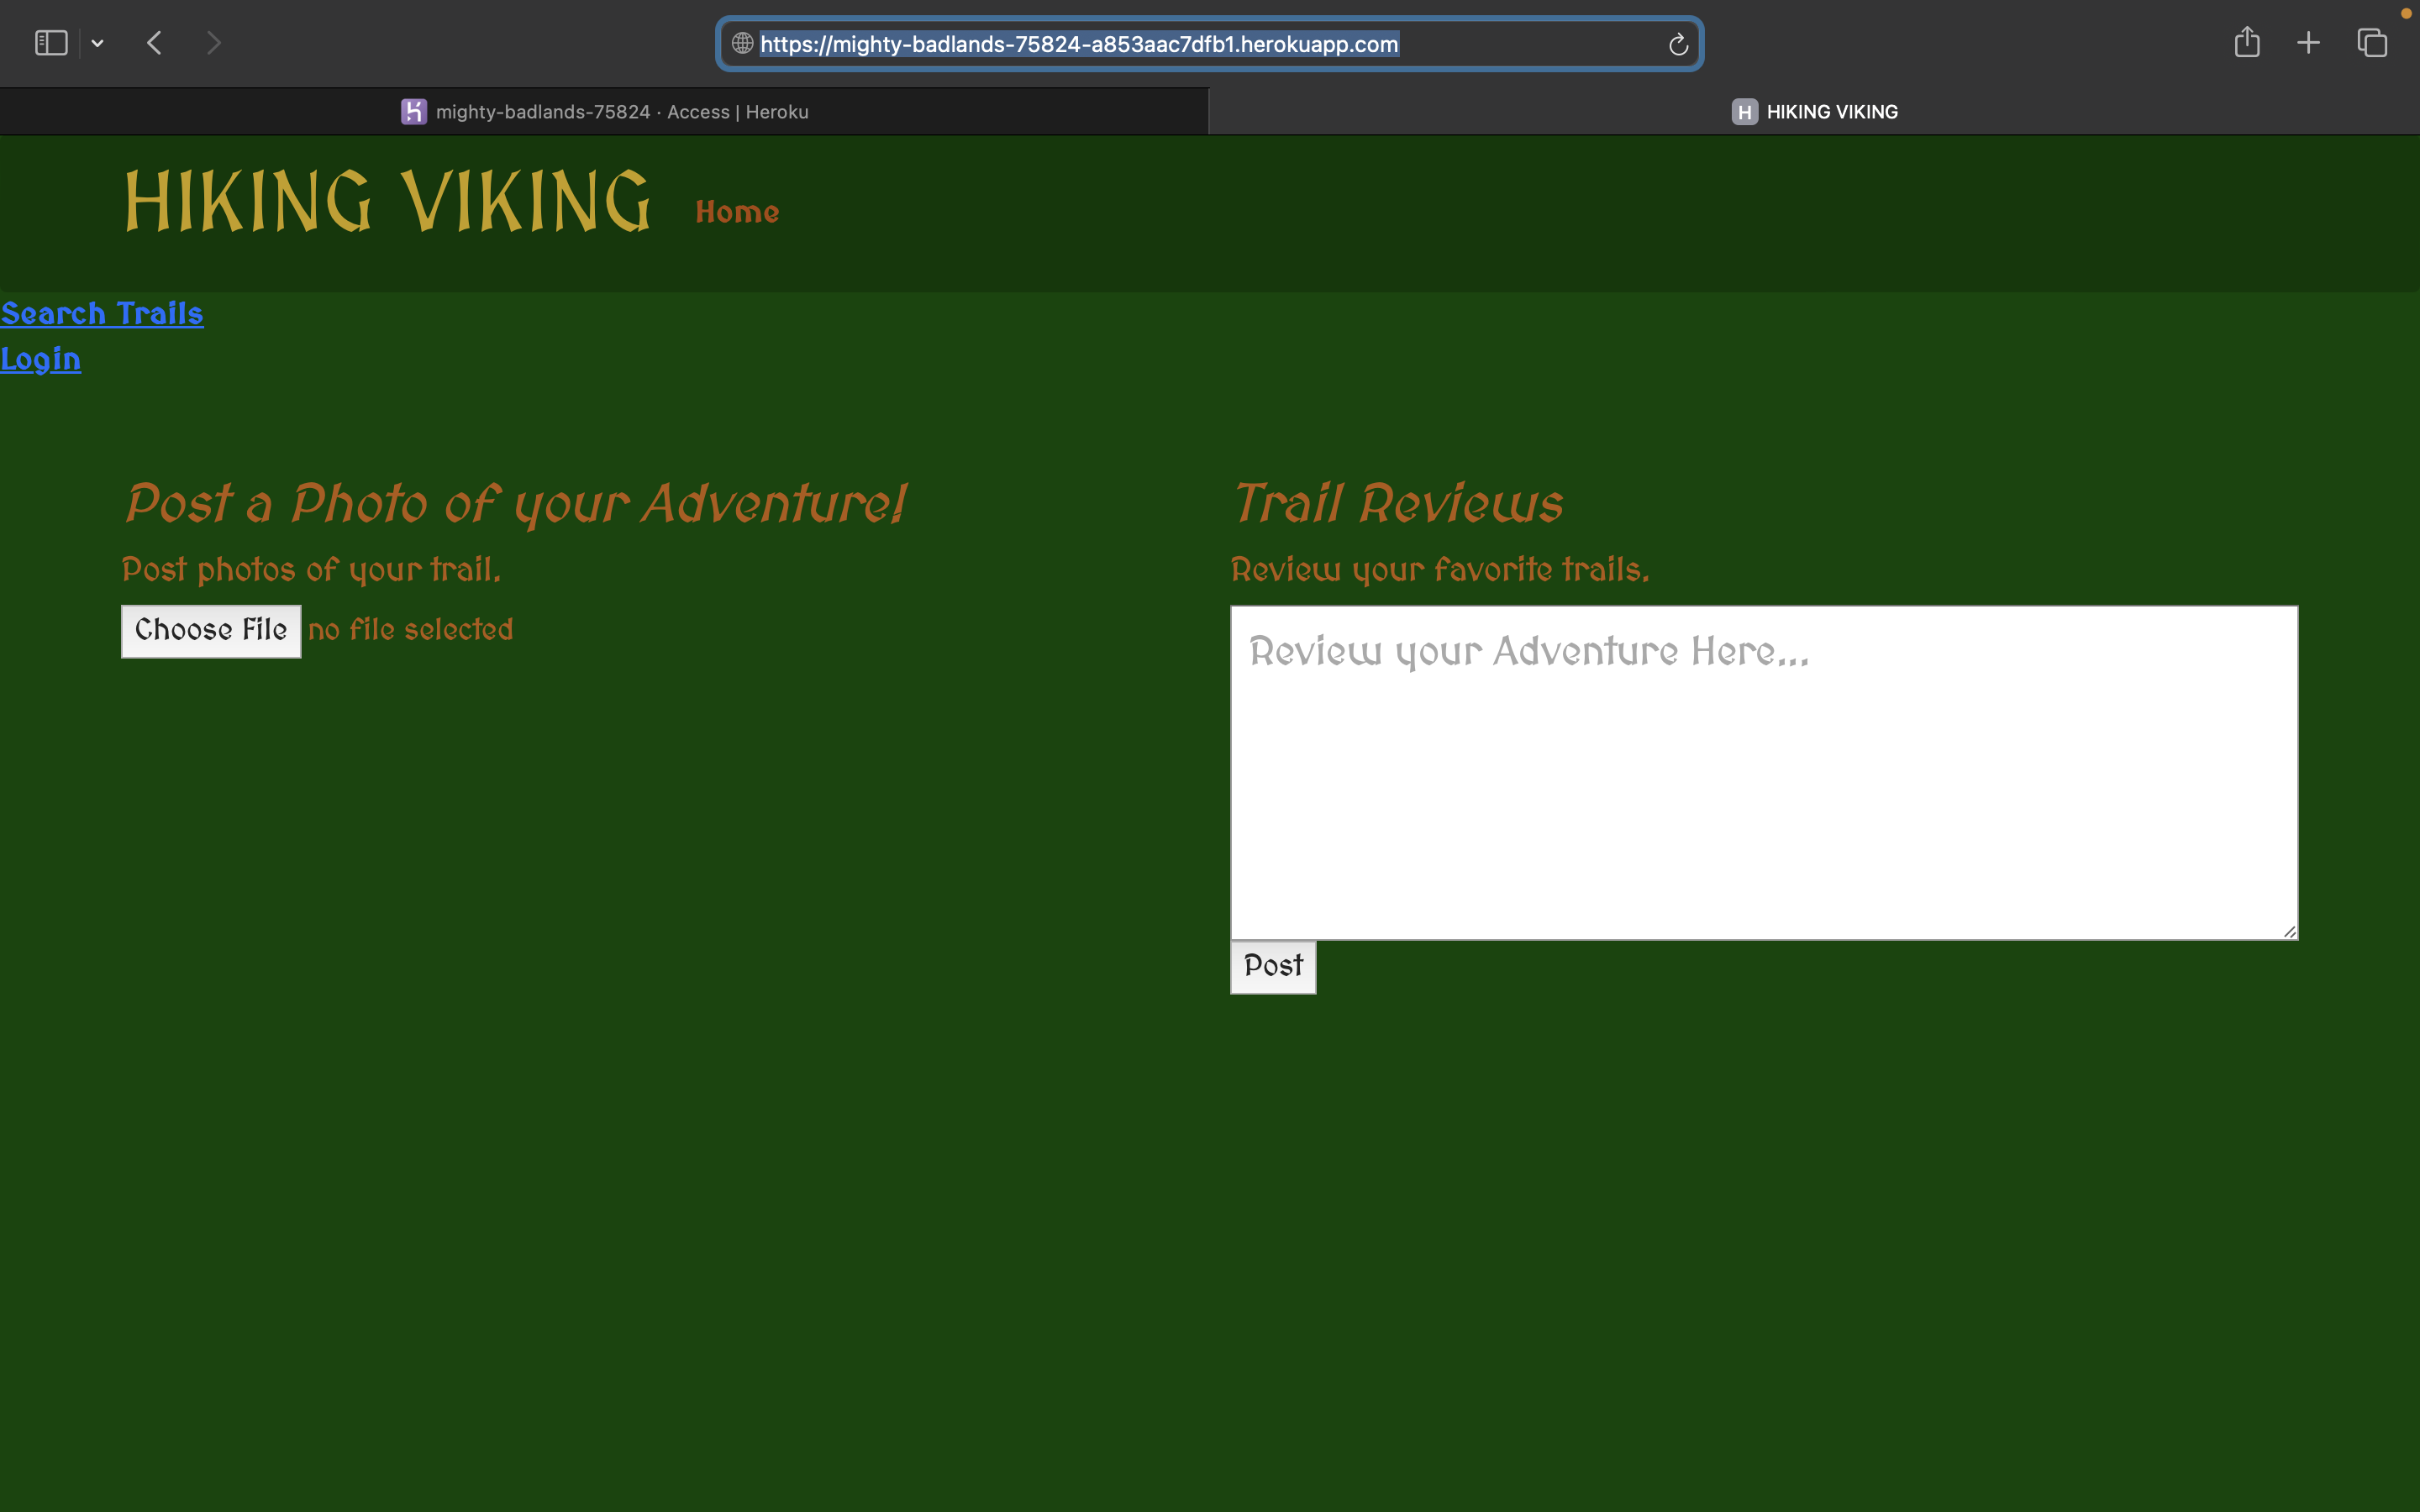 https://mighty-badlands-75824-a853aac7dfb1.herokuapp.com
mighty-badlands-75824 · Access | Heroku
H HIKING VIKING
HIKING VIKING Home
Search Trails
Login
Post a Photo of your Adventure!
Post photos of your trail.
Choose File no file selected
Trail Reviews
Review your favorite trails.
Review your Adventure Here...
Post